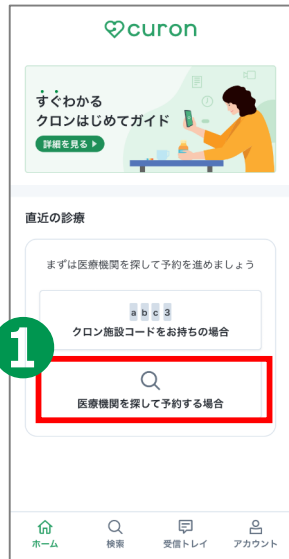 curon
すぐわかる
クロンはじめてガイド
詳細を見る
直近の診療
まずは医療機関を探して予約を進めましょう
a b c 3
クロン施設コードをお持ちの場合
1
医療機関を探して予約する場合
ホーム
検索
受信トレイ
アカウント